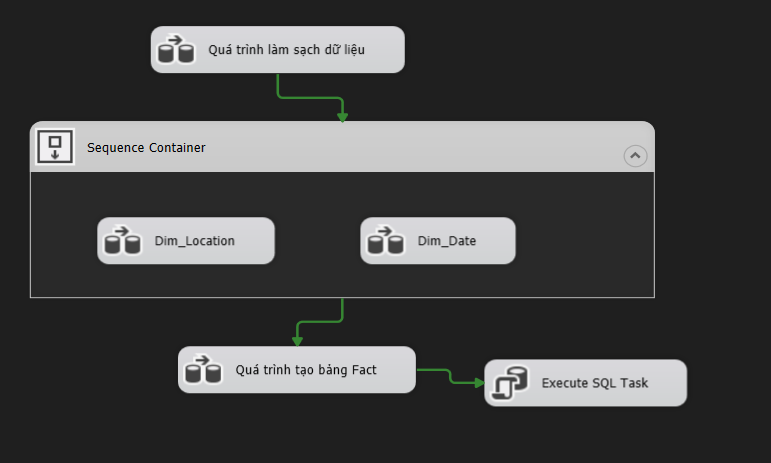 Quá trình làm sạch dữ liệu
Sequence Container
Dim_Location
Dim_Date
Quá trình tạo bảng Fact
Execute SQL Task